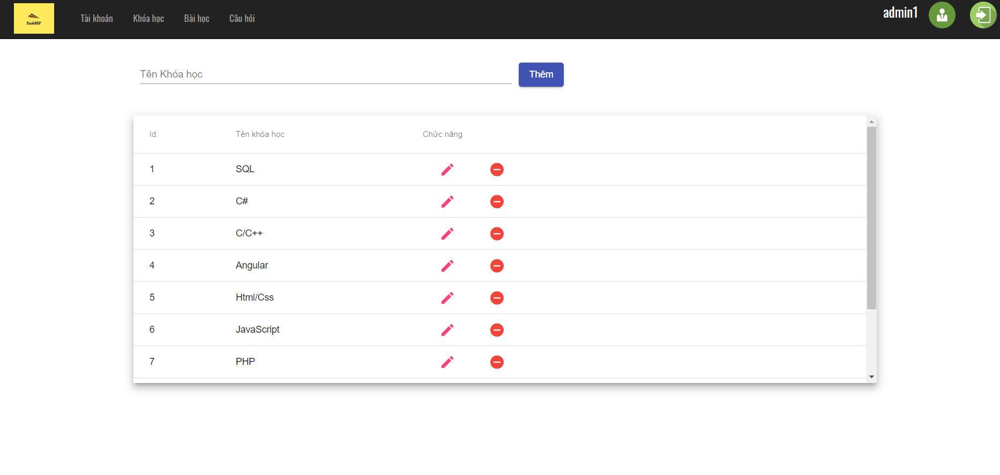 TechDEV
Tài khoản Khóa học Bài học Câu hỏi
admin1
Tên Khóa học
Thêm
Id. Tên khóa học Chức năng
1 SQL
2 C#
3 C/C++
4 Angular
5 Html/Css
6 JavaScript
7 PHP